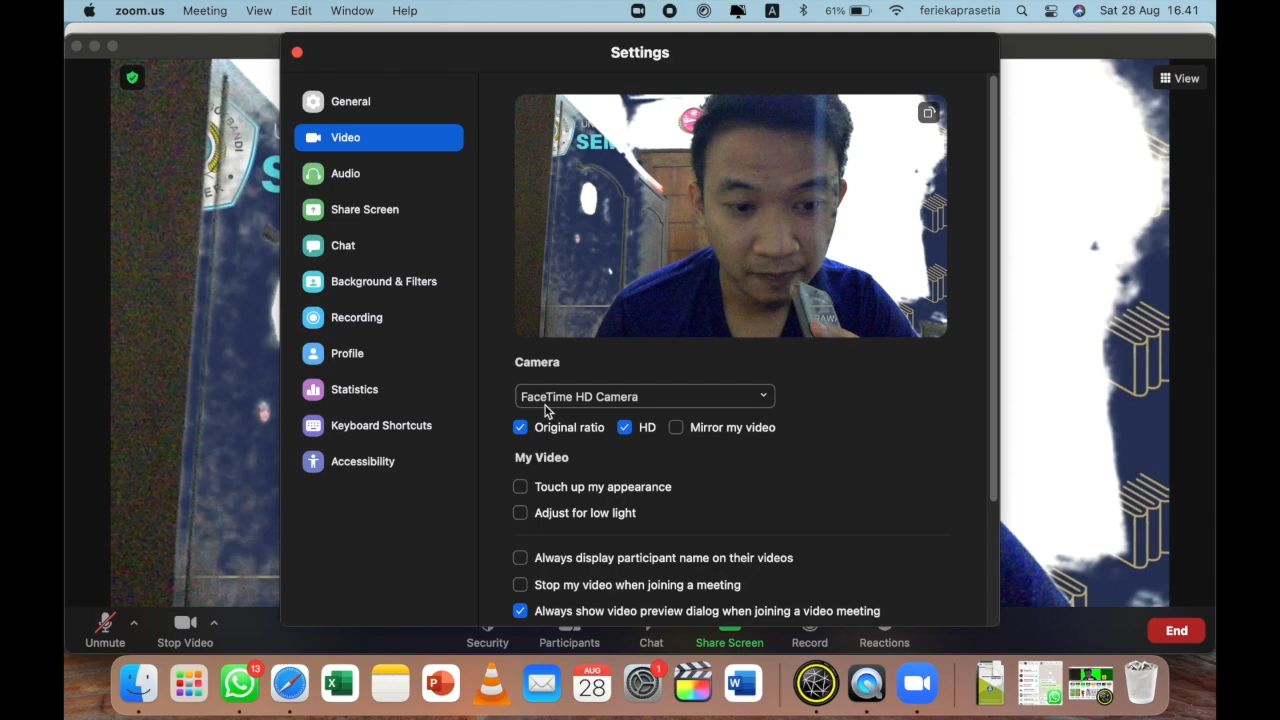 zoom.us Meeting View Edit Window Help 61% feriekaprasetia Sat 28 Aug 16.41
Settings
View
General
Video
Audio
Share Screen
Chat
Background & Filters
Recording
Profile
Statistics
Keyboard Shortcuts
Accessibility
SEM
Camera
FaceTime HD Camera
Original ratio HD Mirror my video
My Video
Touch up my appearance
Adjust for low light
Always display participant name on their videos
Stop my video when joining a meeting
Always show video preview dialog when joining a video meeting
Unmute Stop Video Security Participants Chat Share Screen Record Reactions End
13
AUG
28
1